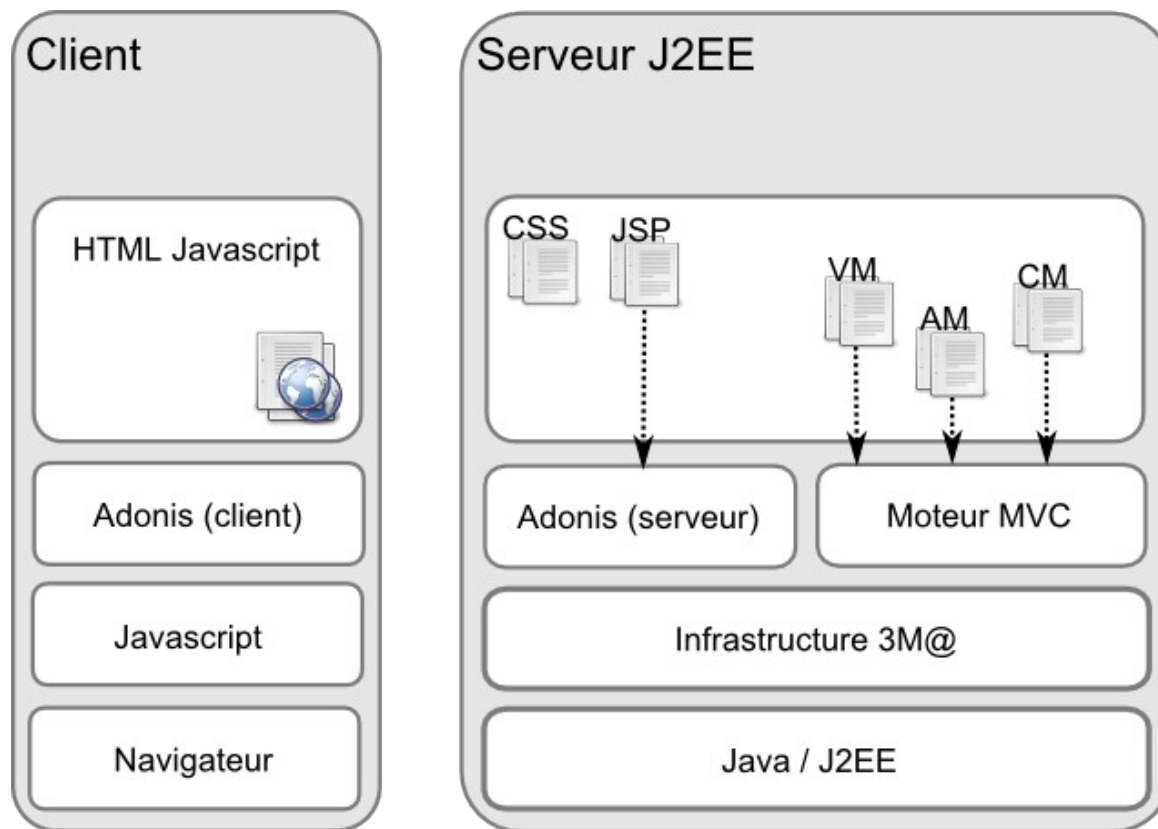 Client
HTML Javascript
Adonis (client)
Javascript
Navigateur
Serveur J2EE
CSS
JSP
VM
AM
CM
Adonis (serveur)
Moteur MVC
Infrastructure 3M@
Java / J2EE